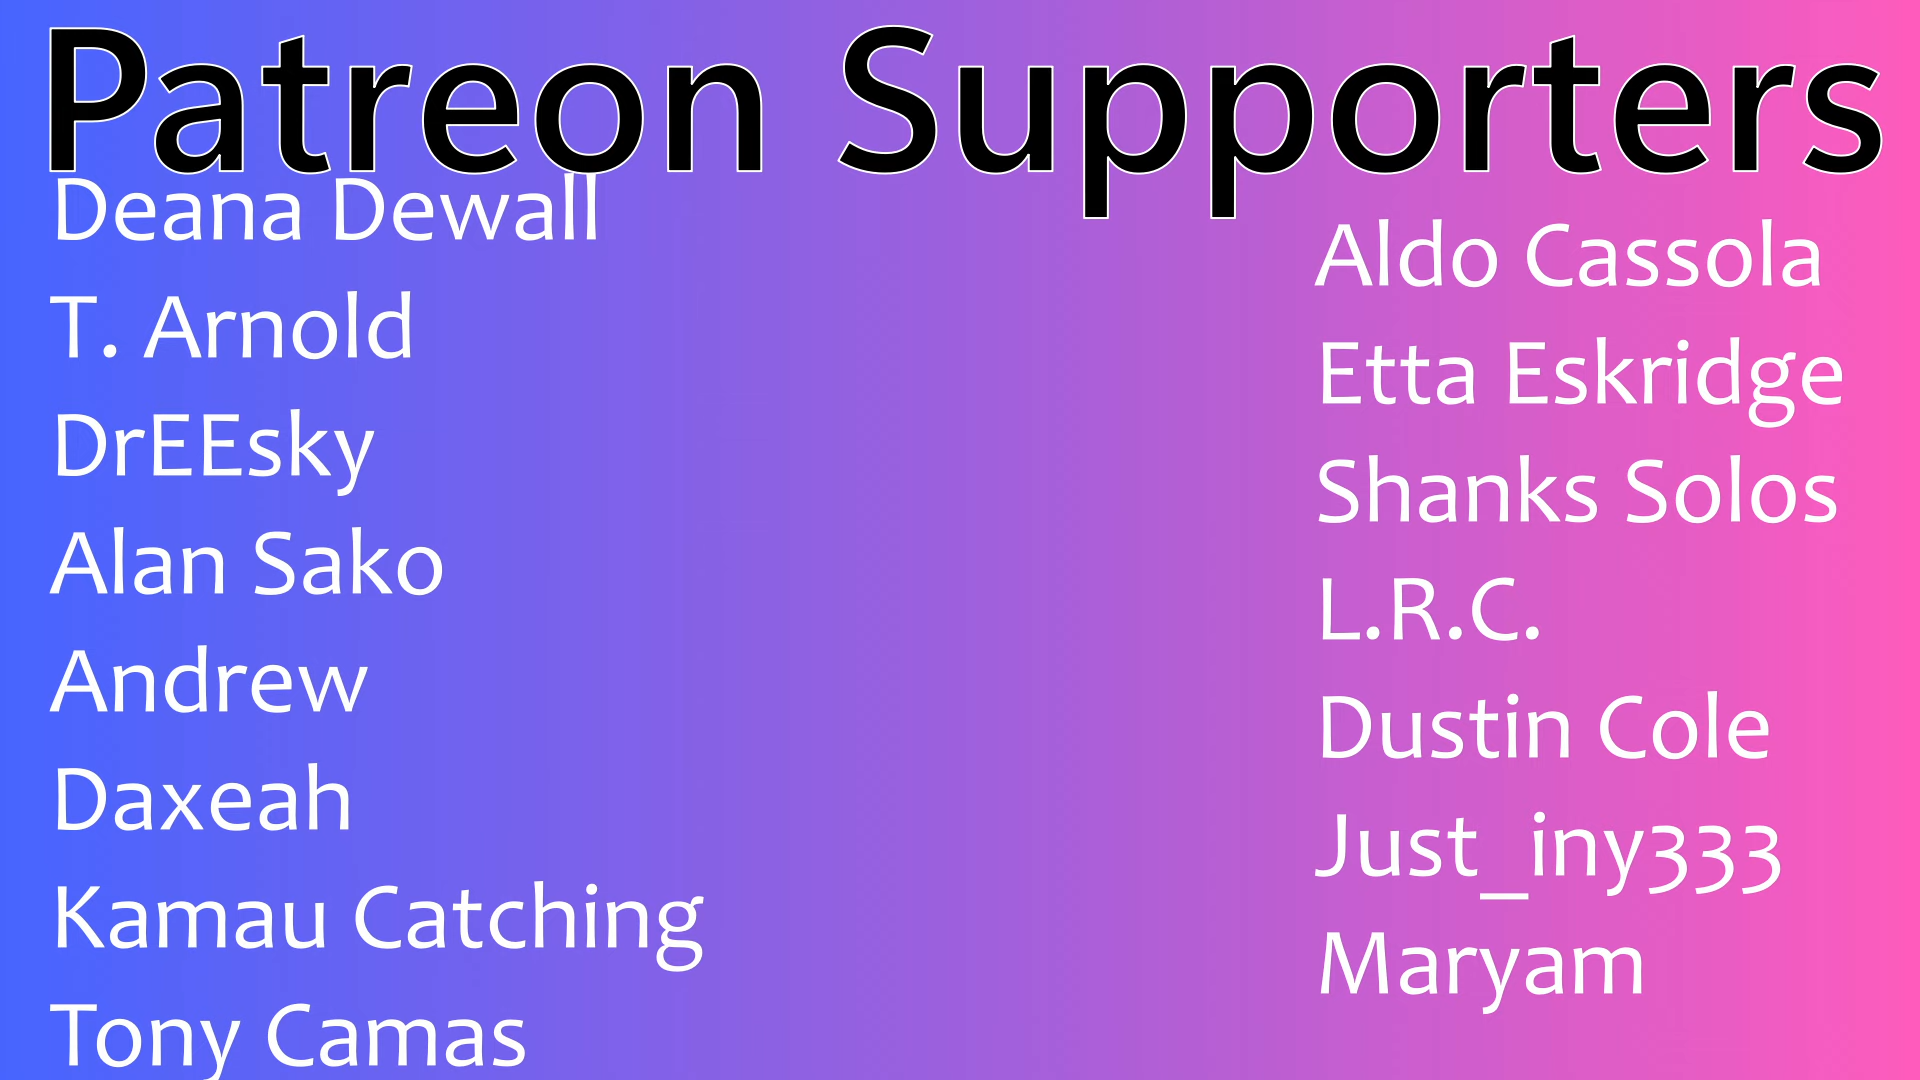 Patreon Supporters
Deana Dewall
T. Arnold
DrEEsky
Alan Sako
Andrew
Daxeah
Kamau Catching
Tony Camas
Aldo Cassola
Etta Eskridge
Shanks Solos
L.R.C.
Dustin Cole
Just_iny333
Maryam